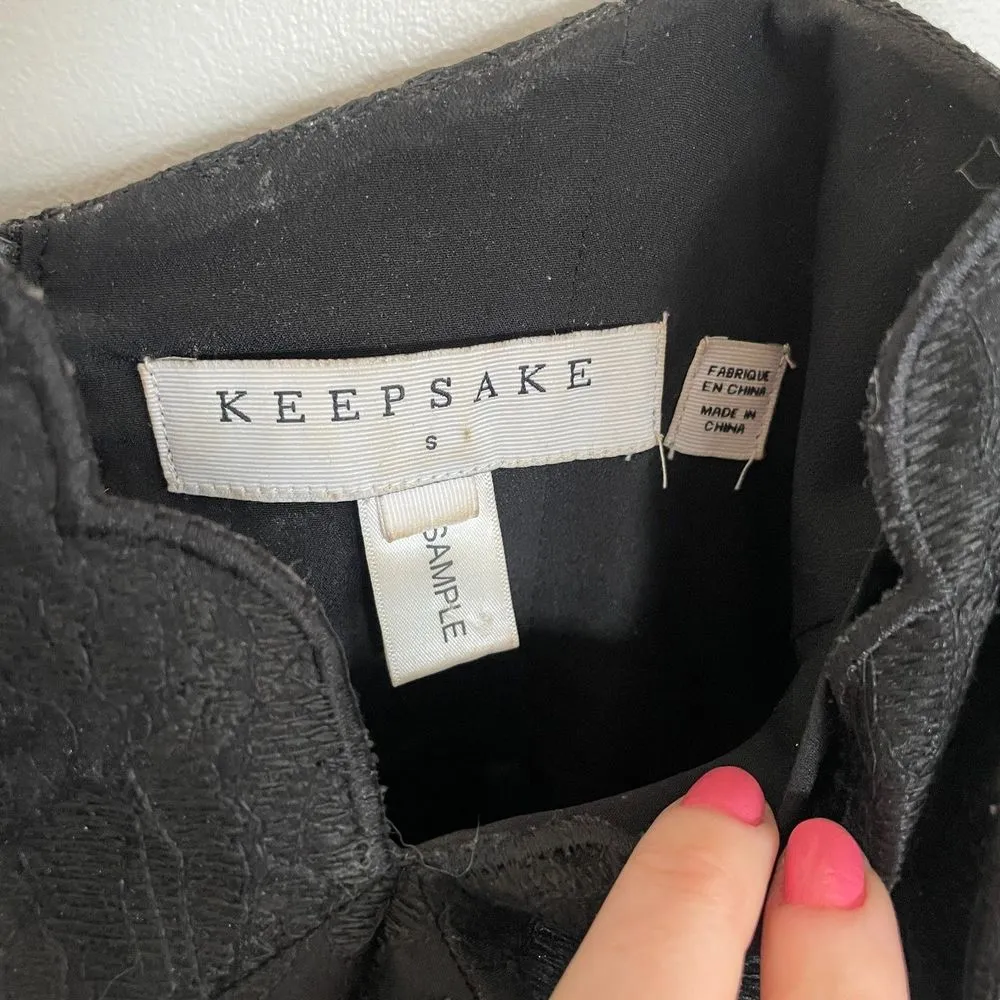 KEEPSAKE
S
SAMPLE
FABRIQUE
EN CHINA
MADE IN
CHINA